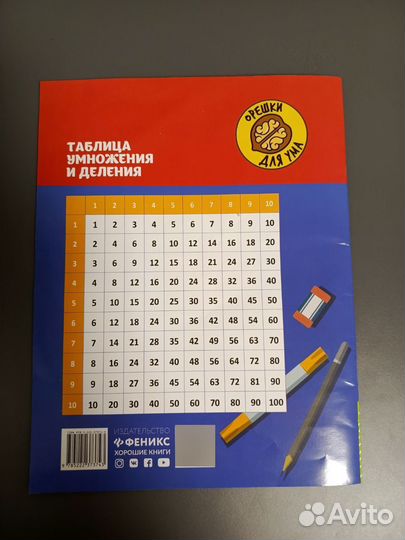 ОРЕШКИ
ДЛЯ УМА
ТАБЛИЦА
УМНОЖЕНИЯ
И ДЕЛЕНИЯ
1 2 3 4 5 6 7 8 9 10
1 1 2 3 4 5 6 7 8 9 10
2 2 4 6 8 10 12 14 16 18 20
3 3 6 9 12 15 18 21 24 27 30
4 4 8 12 16 20 24 28 32 36 40
5 5 10 15 20 25 30 35 40 45 50
6 6 12 18 24 30 36 42 48 54 60
7 7 14 21 28 35 42 49 56 63 70
8 8 16 24 32 40 48 56 64 72 80
9 9 18 27 36 45 54 63 72 81 90
10 10 20 30 40 50 60 70 80 90 100
ИЗДАТЕЛЬСТВО
ФЕНИКС
ХОРОШИЕ КНИГИ
Avito